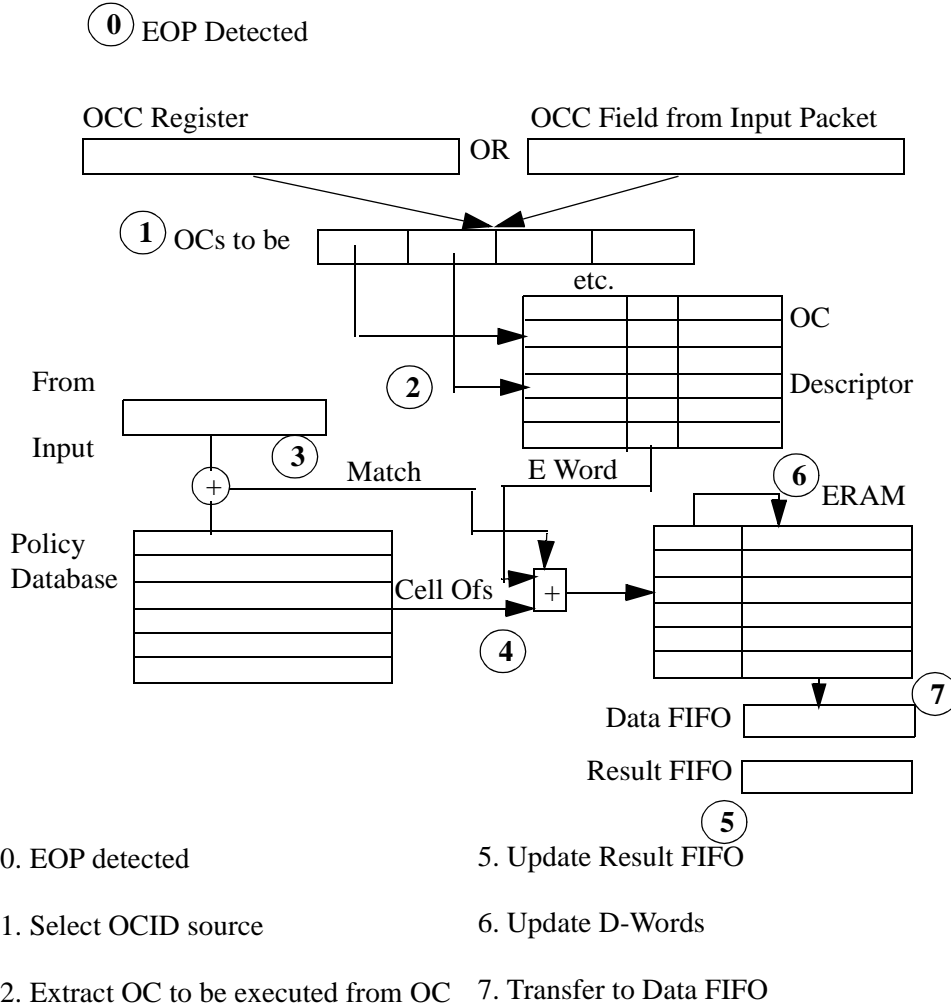 0 EOP Detected
OCC Register
OCC Field from Input Packet
OR
1 OCs to be
etc.
OC
Descriptor
2
From
Input
3
Match
E Word
6
ERAM
+
Policy
Database
Cell Ofs
+
4
7
Data FIFO
Result FIFO
5
0. EOP detected
1. Select OCID source
2. Extract OC to be executed from OC
5. Update Result FIFO
6. Update D-Words
7. Transfer to Data FIFO